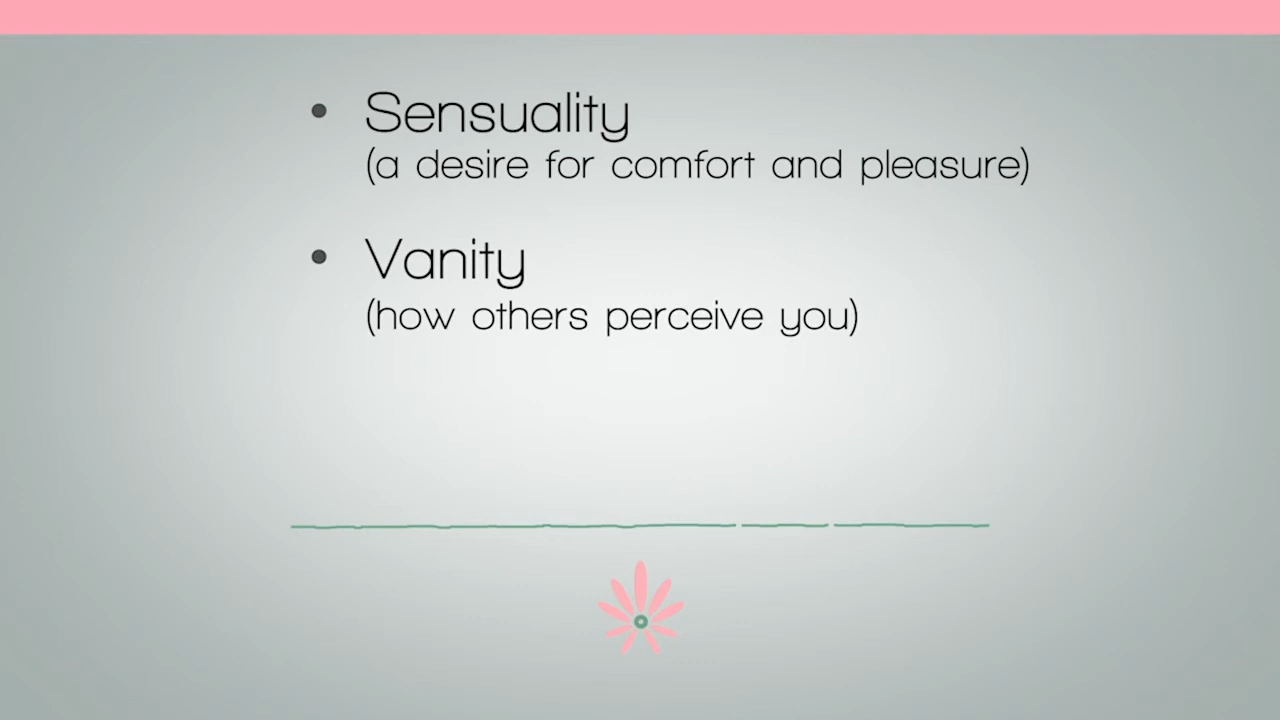 • Sensuality
(a desire for comfort and pleasure)
• Vanity
(how others perceive you)